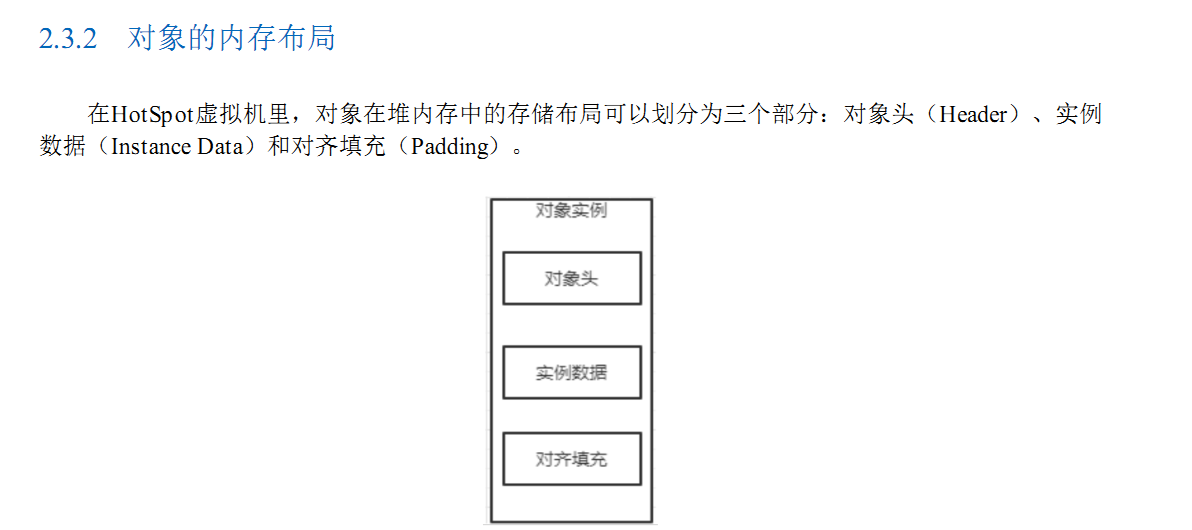 2.3.2 对象的内存布局
在HotSpot虚拟机里，对象在堆内存中的存储布局可以划分为三个部分：对象头（Header）、实例
数据（Instance Data）和对齐填充（Padding）。
对象实例
对象头
实例数据
对齐填充